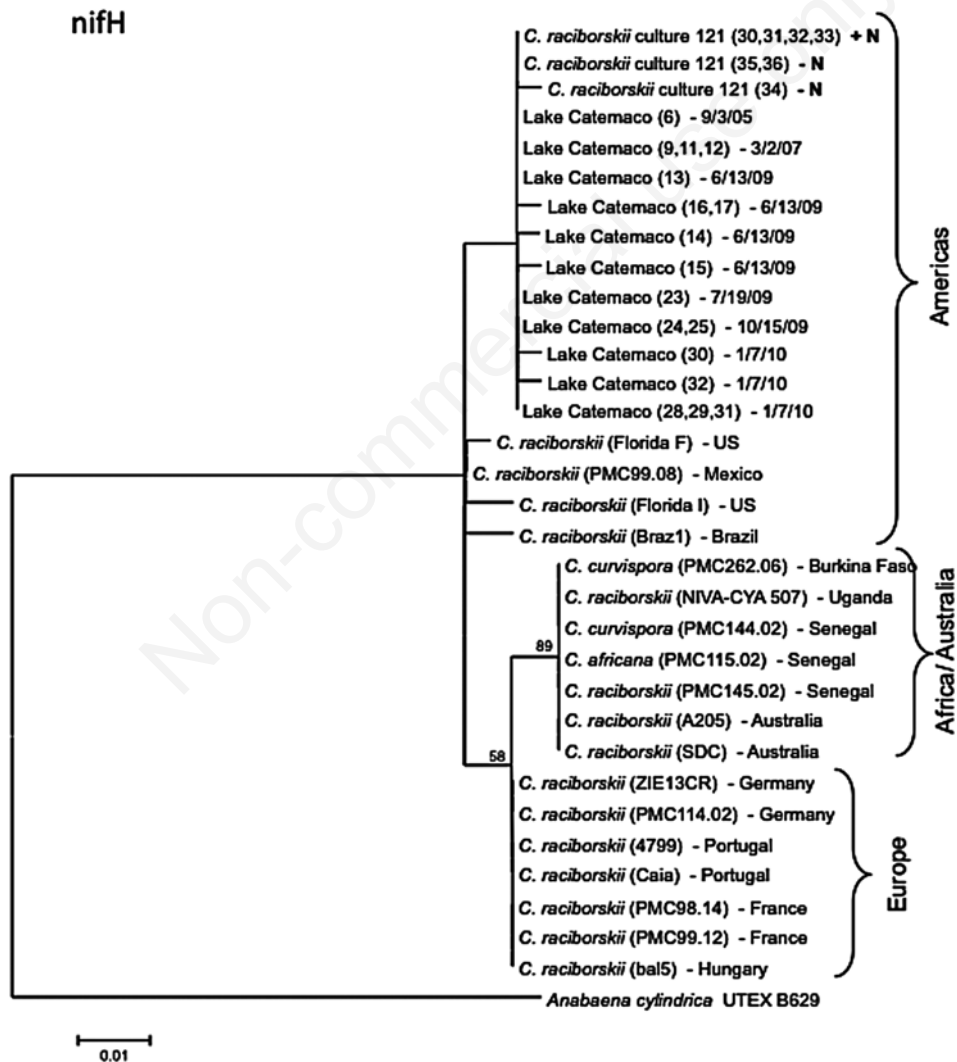 nifH
C. raciborskii culture 121 (30,31,32,33) + N
C. raciborskii culture 121 (35,36) - N
C. raciborskii culture 121 (34) - N
Lake Catemaco (6) - 9/3/05
Lake Catemaco (9,11,12) - 3/2/07
Lake Catemaco (13) - 6/13/09
Lake Catemaco (16,17) - 6/13/09
Lake Catemaco (14) - 6/13/09
Lake Catemaco (15) - 6/13/09
Lake Catemaco (23) - 7/19/09
Lake Catemaco (24,25) - 10/15/09
Lake Catemaco (30) - 1/7/10
Lake Catemaco (32) - 1/7/10
Lake Catemaco (28,29,31) - 1/7/10
Americas
C. raciborskii (Florida F) - US
C. raciborskii (PMC99.08) - Mexico
C. raciborskii (Florida I) - US
C. raciborskii (Braz1) - Brazil
C. curvispora (PMC262.06) - Burkina Faso
C. raciborskii (NIVA-CYA 507) - Uganda
C. curvispora (PMC144.02) - Senegal
89
C. africana (PMC115.02) - Senegal
C. raciborskii (PMC145.02) - Senegal
C. raciborskii (A205) - Australia
C. raciborskii (SDC) - Australia
Africa/ Australia
58
C. raciborskii (ZIE13CR) - Germany
C. raciborskii (PMC114.02) - Germany
C. raciborskii (4799) - Portugal
C. raciborskii (Caia) - Portugal
C. raciborskii (PMC98.14) - France
C. raciborskii (PMC99.12) - France
C. raciborskii (bal5) - Hungary
Europe
Anabaena cylindrica UTEX B629
0.01
Non-commercial use only